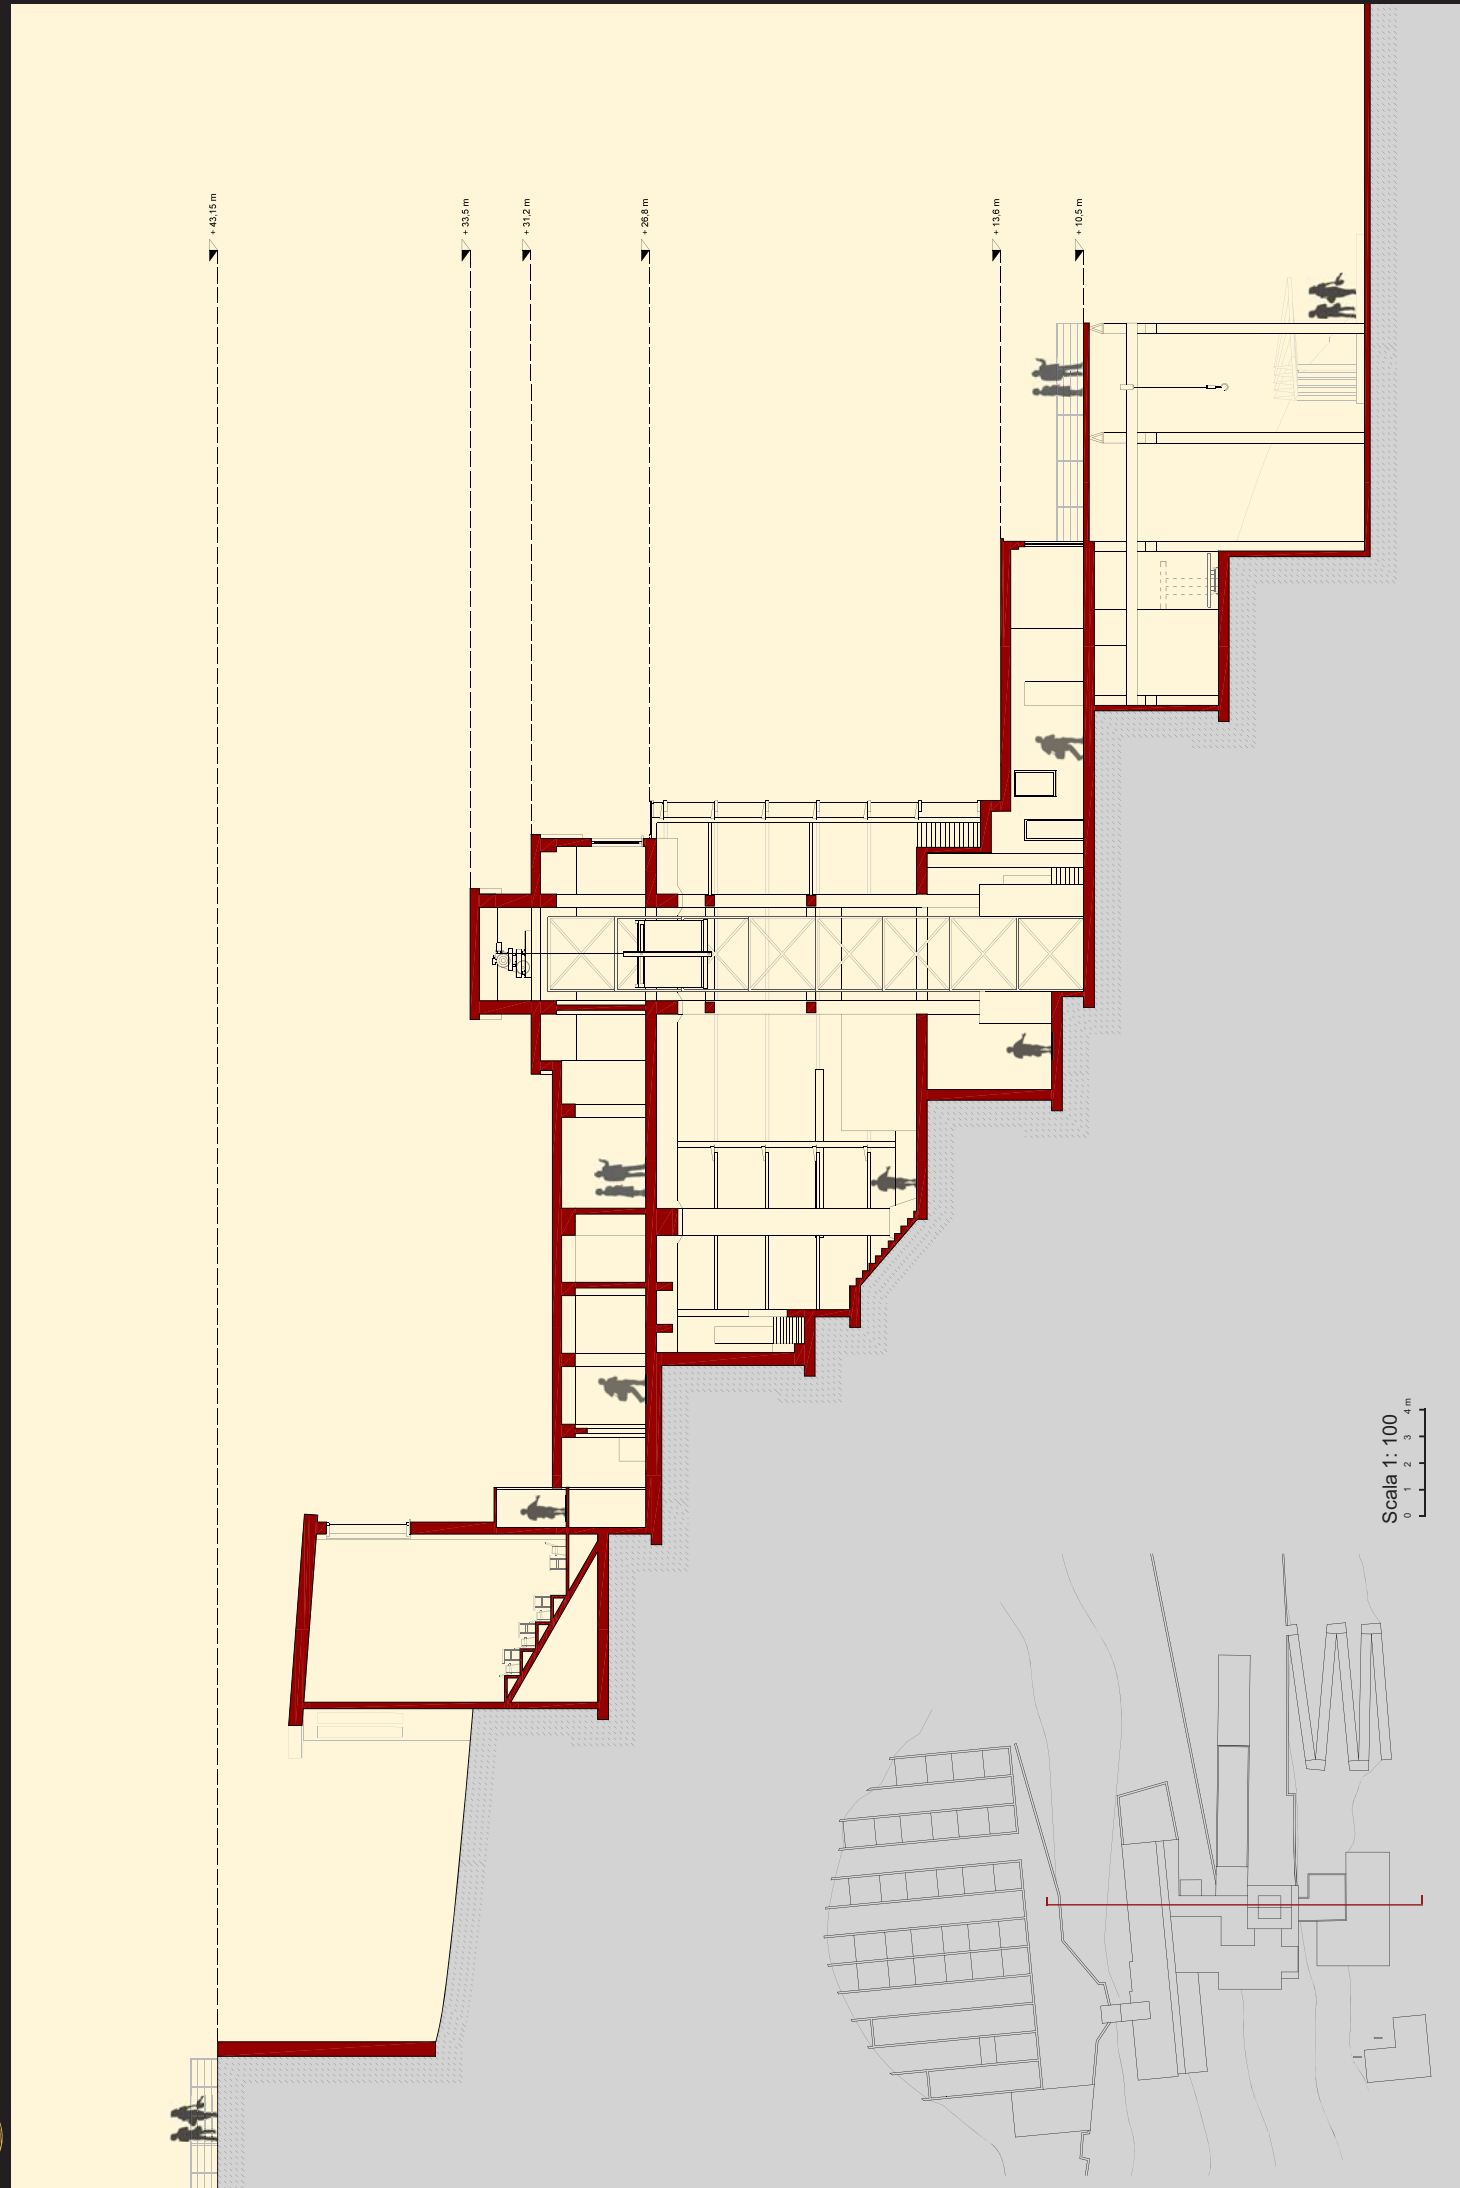 + 43,15 m
+ 33,5 m
+ 31,2 m
+ 26,8 m
+ 13,6 m
+ 10,5 m
Scala 1: 100
0 1 2 3 4 m